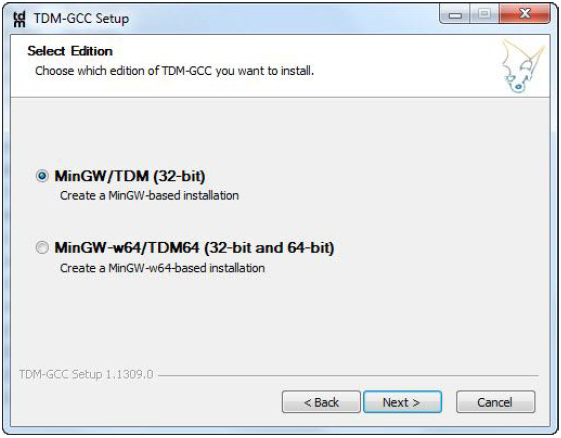 TDM-GCC Setup
Select Edition
Choose which edition of TDM-GCC you want to install.
MinGW/TDM (32-bit)
Create a MinGW-based installation
MinGW-w64/TDM64 (32-bit and 64-bit)
Create a MinGW-w64-based installation
TDM-GCC Setup 1.1309.0
< Back Next > Cancel